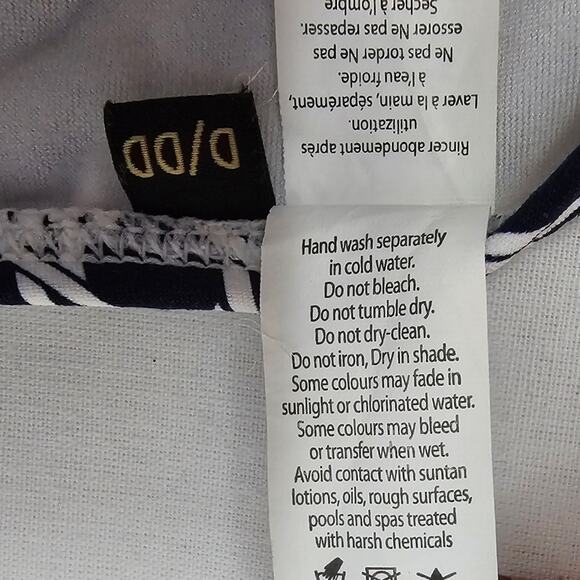 D/DD
Hand wash separately
in cold water.
Do not bleach.
Do not tumble dry.
Do not dry-clean.
Do not iron, Dry in shade.
Some colours may fade in
sunlight or chlorinated water.
Some colours may bleed
or transfer when wet.
Avoid contact with suntan
lotions, oils, rough surfaces,
pools and spas treated
with harsh chemicals
Rincer abondement après
utilization.
Laver à la main, séparément,
à l'eau froide.
Ne pas torder Ne pas
essorer Ne pas repasser.
Secher à l'ombre